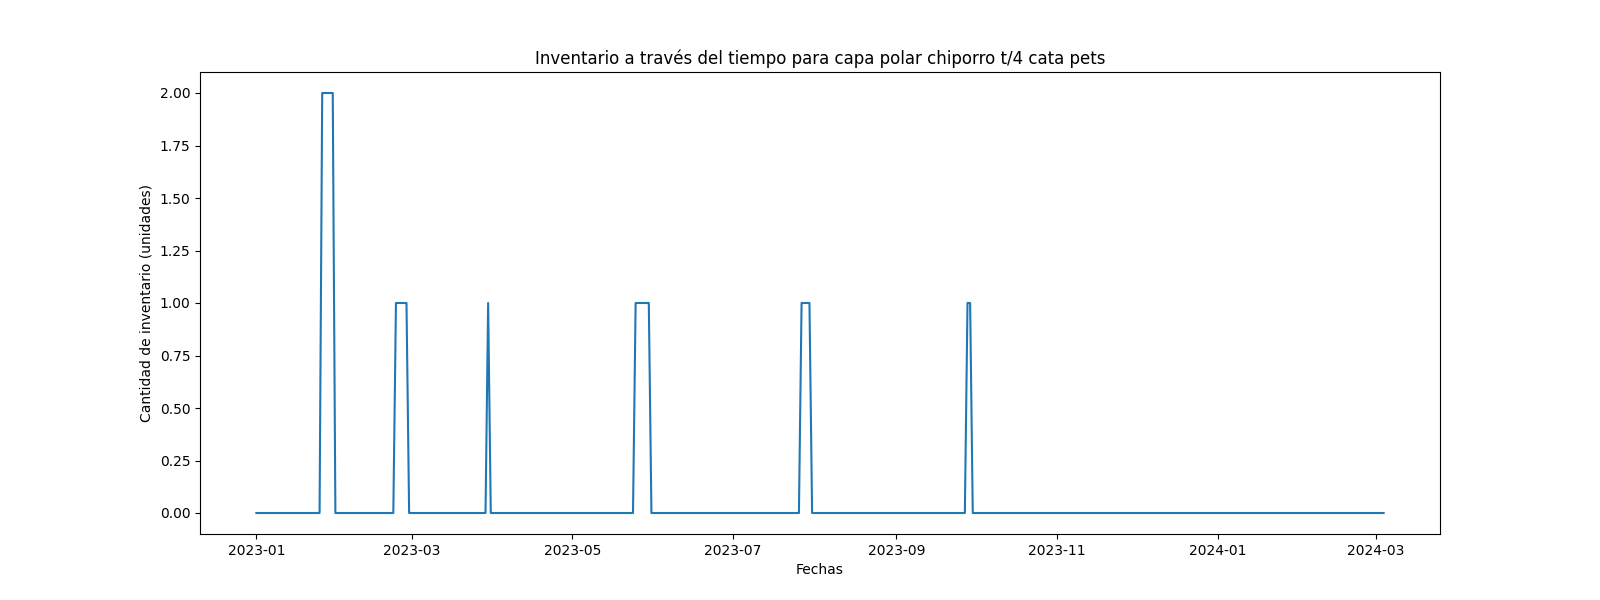 Inventario a través del tiempo para capa polar chiporro t/4 cata pets
Cantidad de inventario (unidades)
2.00
1.75
1.50
1.25
1.00
0.75
0.50
0.25
0.00
2023-01 2023-03 2023-05 2023-07 2023-09 2023-11 2024-01 2024-03
Fechas